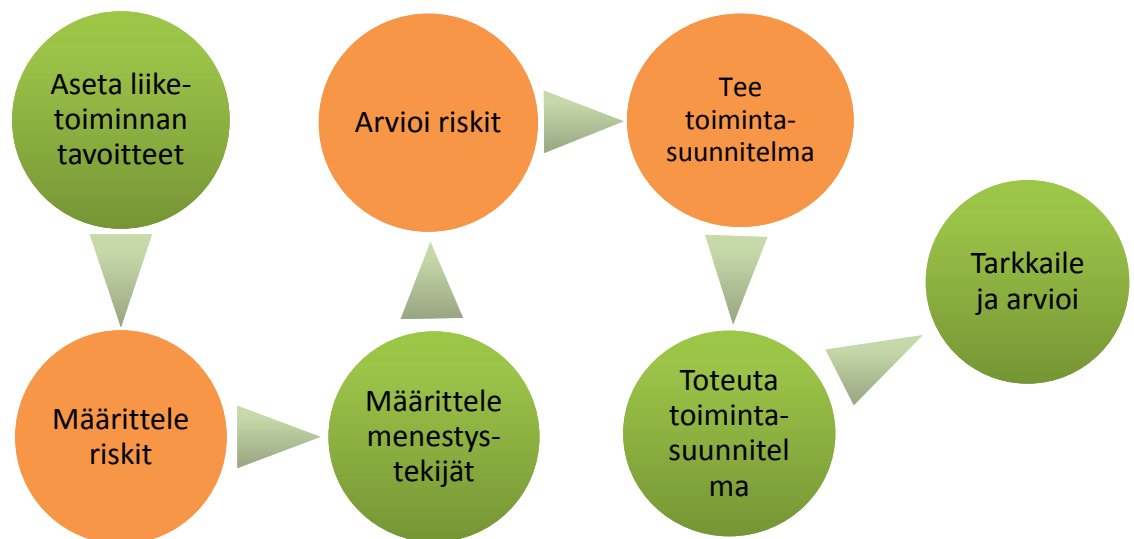 Aseta liike-
toiminnan
tavoitteet
Määrittele
riskit
Määrittele
menestys-
tekijät
Arvioi riskit
Tee
toiminta-
suunnitelma
Toteuta
toiminta-
suunnitel
ma
Tarkkaile
ja arvioi